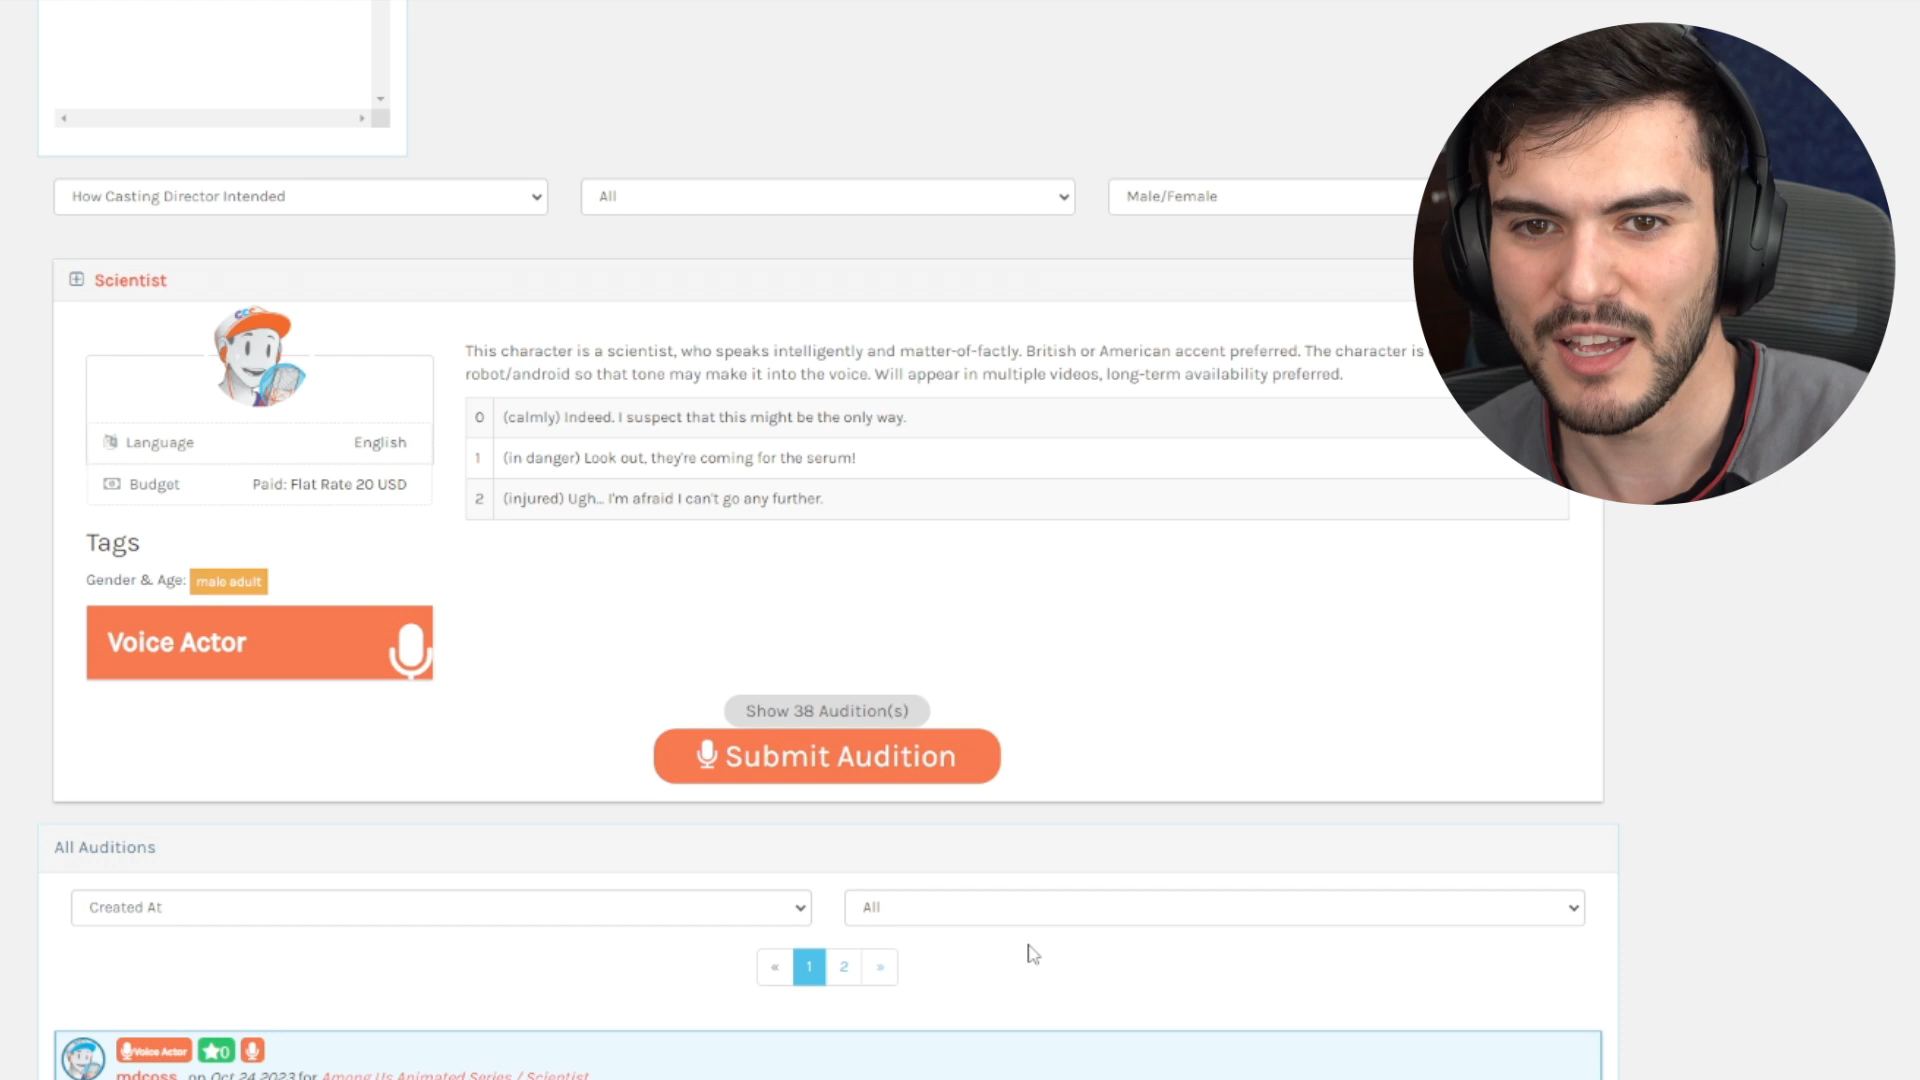 How Casting Director Intended
All
Male/Female
Scientist
This character is a scientist, who speaks intelligently and matter-of-factly. British or American accent preferred. The character is
robot/android so that tone may make it into the voice. Will appear in multiple videos, long-term availability preferred.
0 (calmly) Indeed. I suspect that this might be the only way.
1 (in danger) Look out, they're coming for the serum!
2 (injured) Ugh... I'm afraid I can't go any further.
Language English
Budget Paid: Flat Rate 20 USD
Tags
Gender & Age: male adult
Voice Actor
Show 38 Audition(s)
Submit Audition
All Auditions
Created At
All
« 1 2 »
Voice Actor 0
mdcoss on Oct 24 2023 for Among Us Animated Series / Scientist